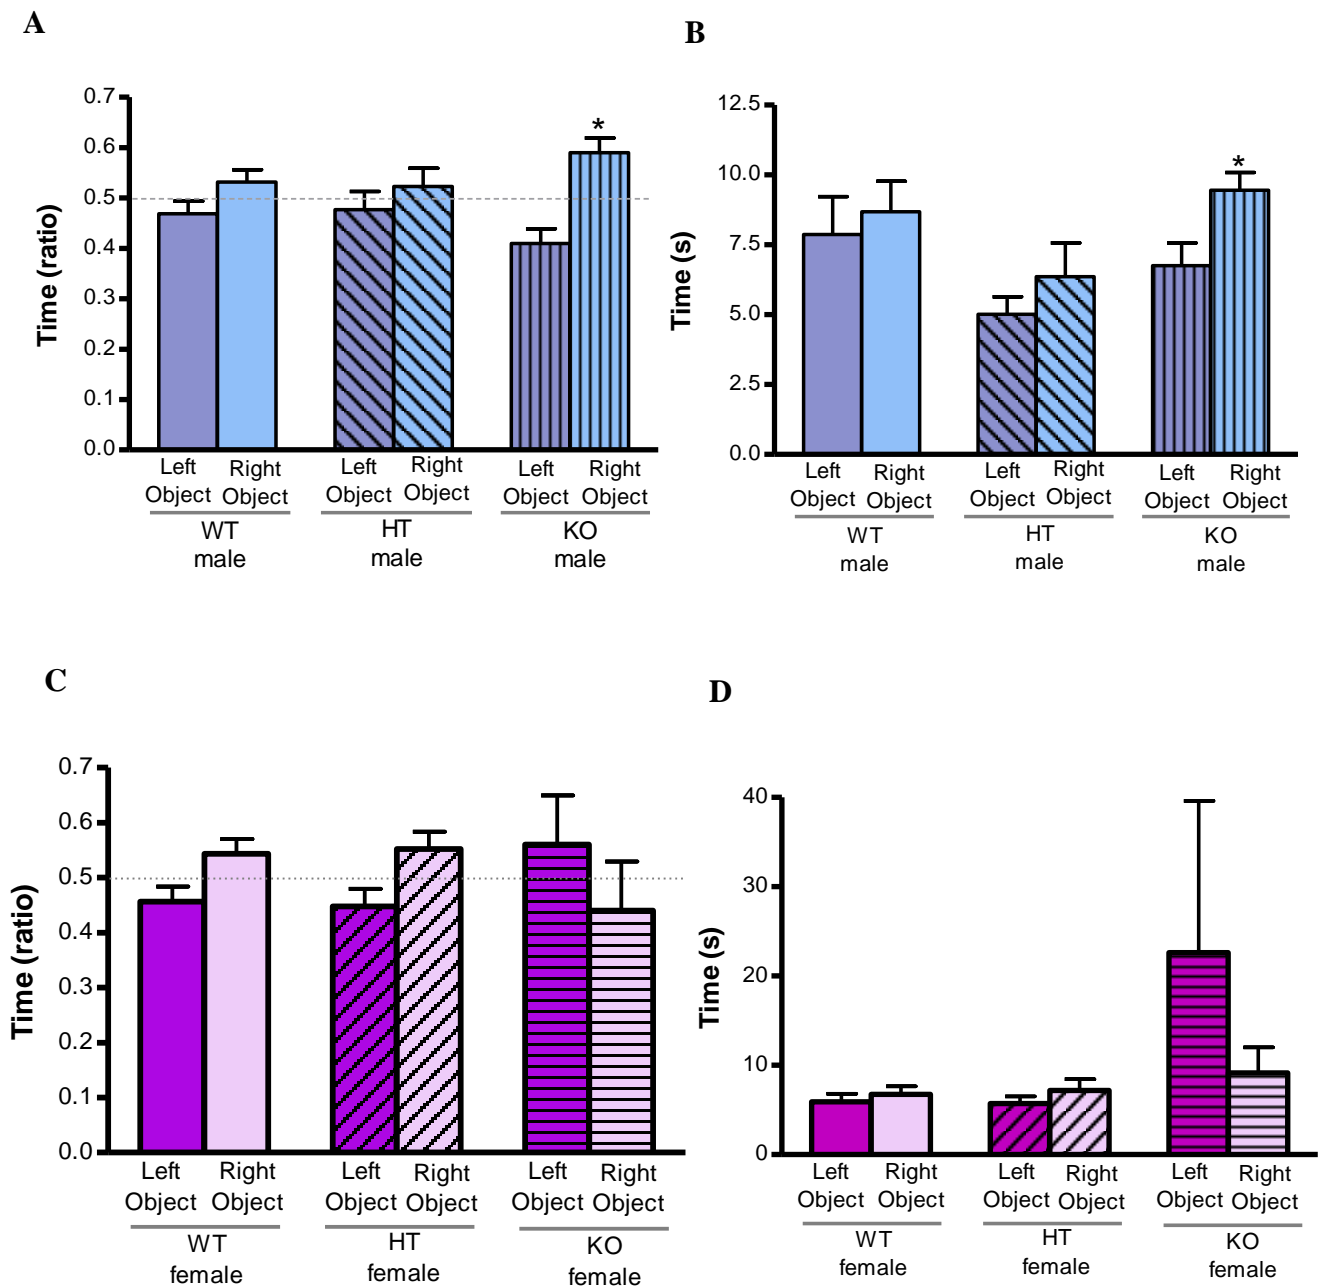 A
Time (ratio)
0.7
0.6
0.5
0.4
0.3
0.2
0.1
0.0
*
Left Object
Right Object
Left Object
Right Object
Left Object
Right Object
WT male
HT male
KO male
B
Time (s)
12.5
10.0
7.5
5.0
2.5
0.0
*
Left Object
Right Object
Left Object
Right Object
Left Object
Right Object
WT male
HT male
KO male
C
Time (ratio)
0.7
0.6
0.5
0.4
0.3
0.2
0.1
0.0
Left Object
Right Object
Left Object
Right Object
Left Object
Right Object
WT female
HT female
KO female
D
Time (s)
40
30
20
10
0
Left Object
Right Object
Left Object
Right Object
Left Object
Right Object
WT female
HT female
KO female